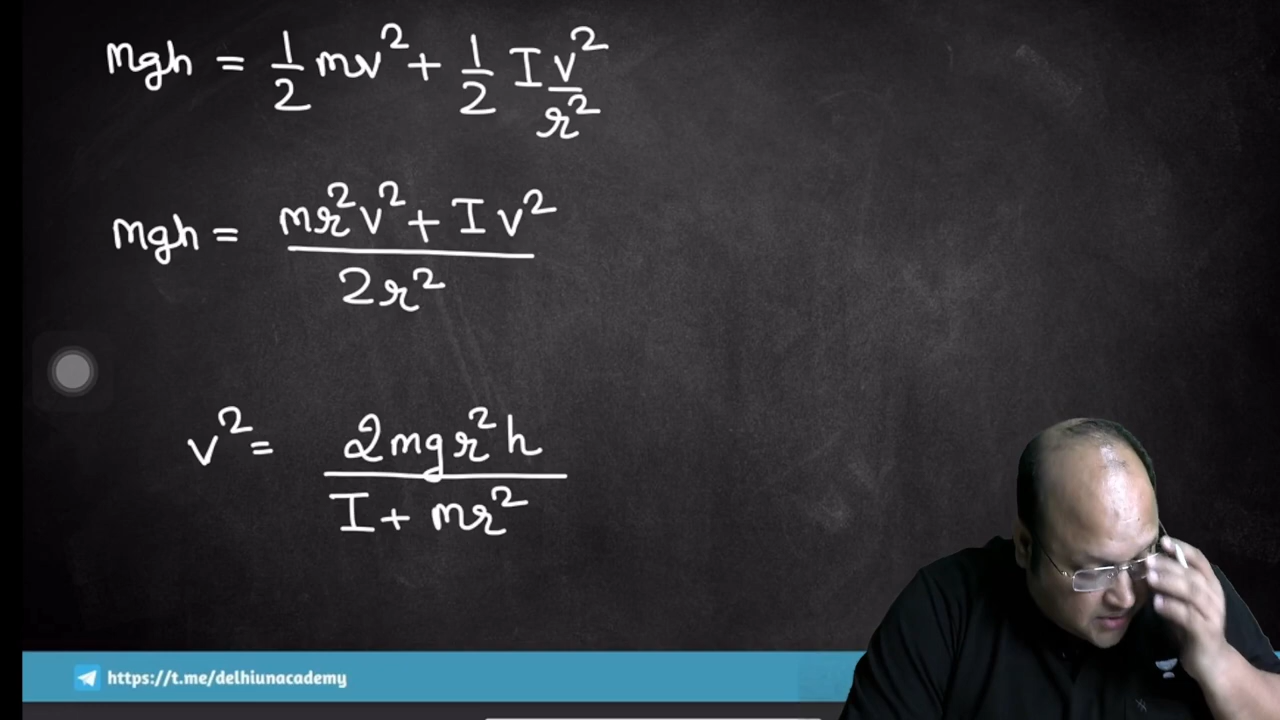 mgh = 1/2 mv² + 1/2 I v²/r²
mgh = (mr²v² + Iv²)/(2r²)
v² = (2mgr²h)/(I + mr²)
https://t.me/delhiunacademy